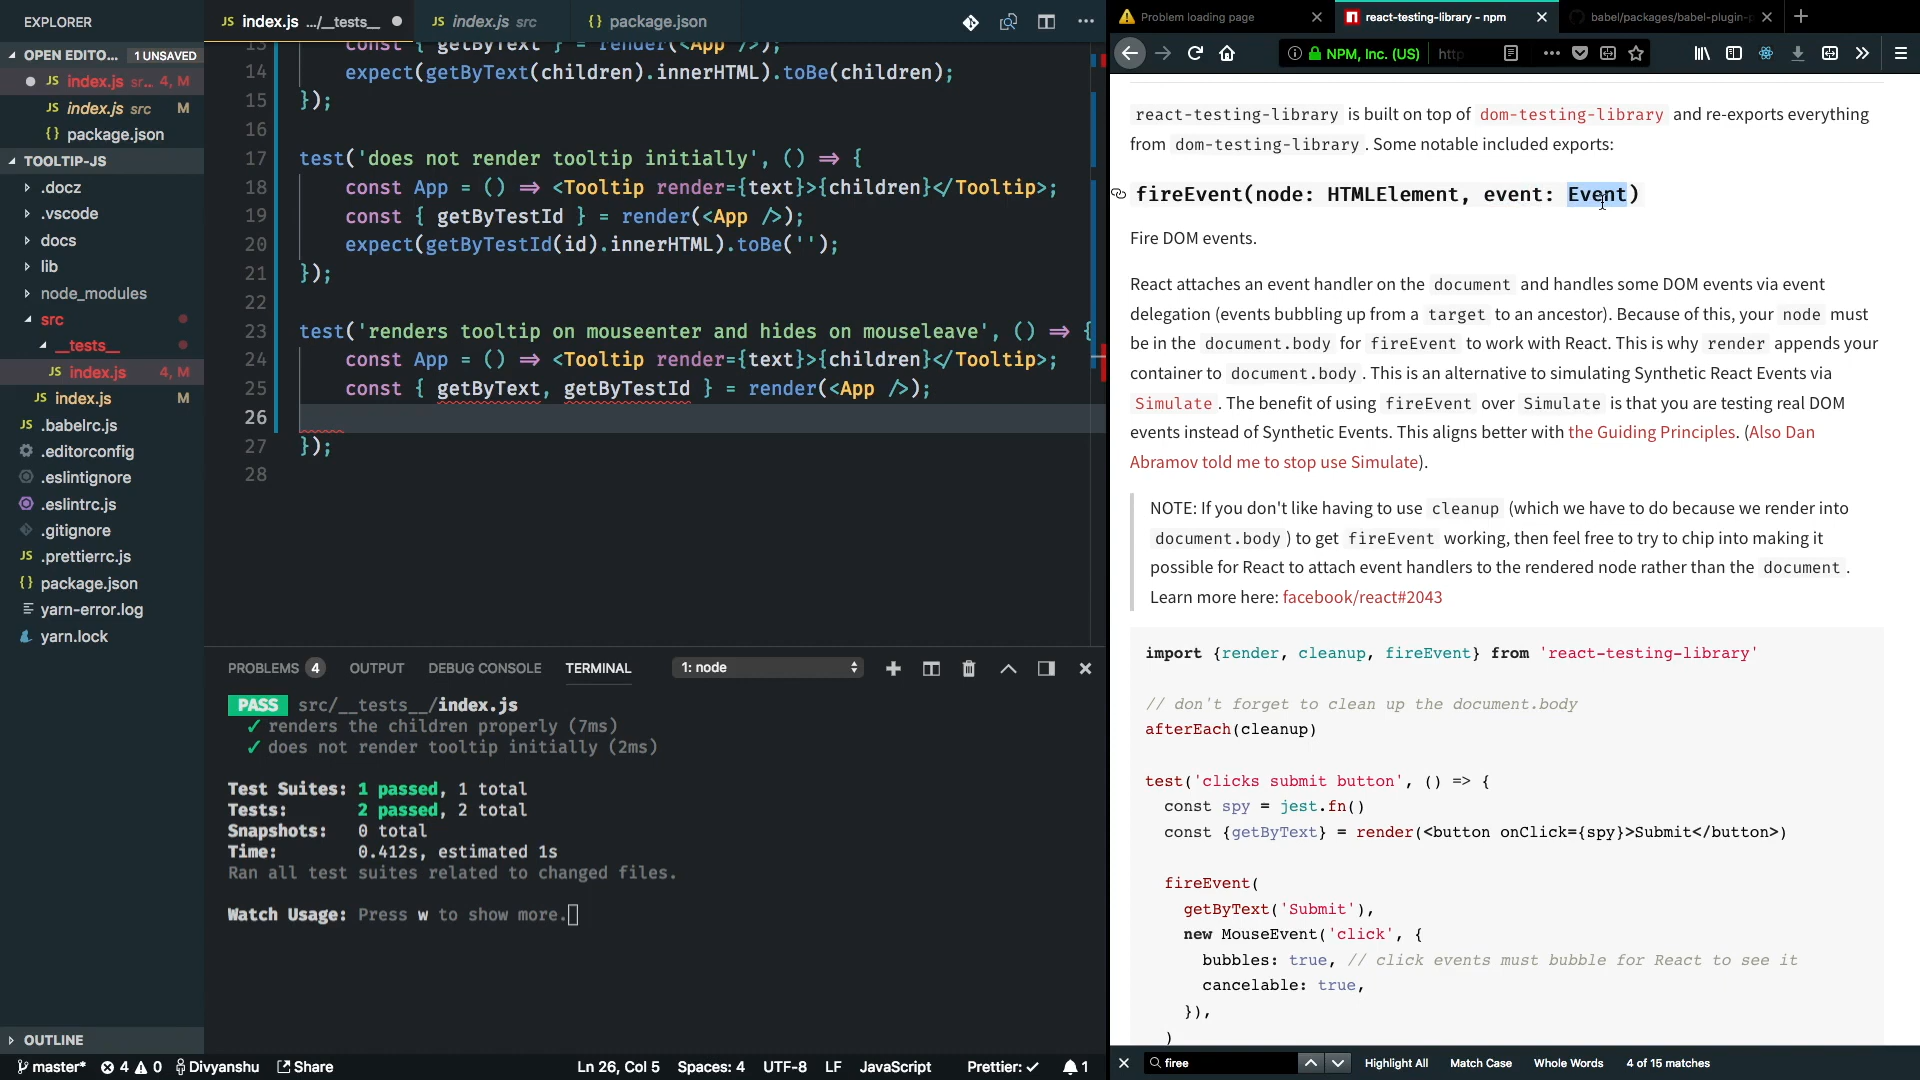 EXPLORER
OPEN EDITO... 1 UNSAVED
JS index.js sr... 4, M
JS index.js src M
{} package.json
TOOLTIP-JS
.docz
.vscode
docs
lib
node_modules
src
__tests__
JS index.js 4, M
JS index.js M
JS .babelrc.js
.editorconfig
.eslintignore
.eslintrc.js
.gitignore
JS .prettierrc.js
{} package.json
yarn-error.log
yarn.lock
OUTLINE
JS index.js .../__tests__
JS index.js src
{} package.json
13 const { getByText } = render(<App />);
14 expect(getByText(children).innerHTML).toBe(children);
15 });
16
17 test('does not render tooltip initially', () => {
18 const App = () => <Tooltip render={text}>{children}</Tooltip>;
19 const { getByTestId } = render(<App />);
20 expect(getByTestId(id).innerHTML).toBe('');
21 });
22
23 test('renders tooltip on mouseenter and hides on mouseleave', () => {
24 const App = () => <Tooltip render={text}>{children}</Tooltip>;
25 const { getByText, getByTestId } = render(<App />);
26
27 });
28
PROBLEMS 4 OUTPUT DEBUG CONSOLE TERMINAL 1: node
PASS src/__tests__/index.js
✓ renders the children properly (7ms)
✓ does not render tooltip initially (2ms)
Test Suites: 1 passed, 1 total
Tests: 2 passed, 2 total
Snapshots: 0 total
Time: 0.412s, estimated 1s
Ran all test suites related to changed files.
Watch Usage: Press w to show more.
master* 4 0 Divyanshu Share Ln 26, Col 5 Spaces: 4 UTF-8 LF JavaScript Prettier: ✓ 1
Problem loading page
react-testing-library - npm
babel/packages/babel-plugin-
NPM, Inc. (US) http
react-testing-library is built on top of dom-testing-library and re-exports everything
from dom-testing-library. Some notable included exports:
fireEvent(node: HTMLElement, event: Event)
Fire DOM events.
React attaches an event handler on the document and handles some DOM events via event
delegation (events bubbling up from a target to an ancestor). Because of this, your node must
be in the document.body for fireEvent to work with React. This is why render appends your
container to document.body. This is an alternative to simulating Synthetic React Events via
Simulate. The benefit of using fireEvent over Simulate is that you are testing real DOM
events instead of Synthetic Events. This aligns better with the Guiding Principles. (Also Dan
Abramov told me to stop use Simulate).
NOTE: If you don't like having to use cleanup (which we have to do because we render into
document.body) to get fireEvent working, then feel free to try to chip into making it
possible for React to attach event handlers to the rendered node rather than the document.
Learn more here: facebook/react#2043
import {render, cleanup, fireEvent} from 'react-testing-library'
// don't forget to clean up the document.body
afterEach(cleanup)
test('clicks submit button', () => {
const spy = jest.fn()
const {getByText} = render(<button onClick={spy}>Submit</button>)
fireEvent(
getByText('Submit'),
new MouseEvent('click', {
bubbles: true, // click events must bubble for React to see it
cancelable: true,
}),
)
firee Highlight All Match Case Whole Words 4 of 15 matches